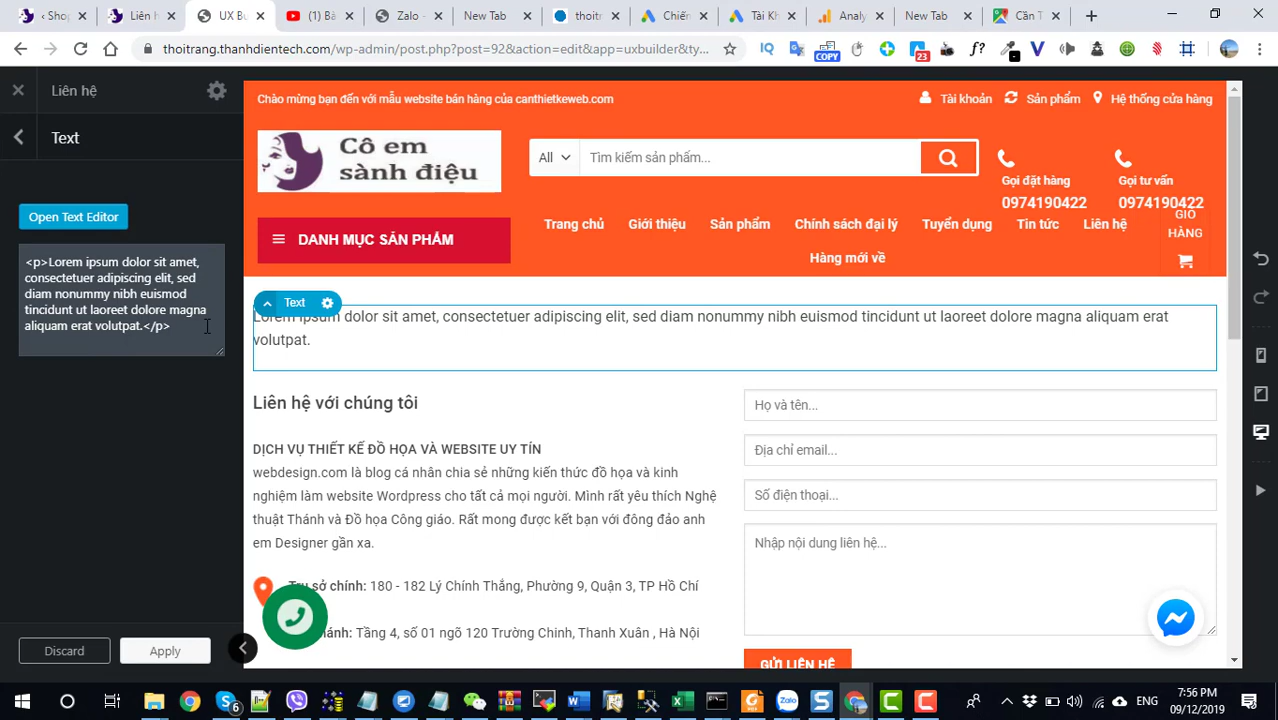 ‹ Shop
Liên h
UX Bu
(1) Bà
Zalo -
New Tab
thoitr
Chiến
Tài Kh
Analy
New Tab
Cần T
thoitrang.thanhdientech.com/wp-admin/post.php?post=92&action=edit&app=uxbuilder&ty...
COPY
23
f?
Liên hệ
Text
Open Text Editor
<p>Lorem ipsum dolor sit amet,
consectetuer adipiscing elit, sed
diam nonummy nibh euismod
tincidunt ut laoreet dolore magna
aliquam erat volutpat.</p>
Discard
Apply
Chào mừng bạn đến với mẫu website bán hàng của canthietkeweb.com
Tài khoản
Sản phẩm
Hệ thống cửa hàng
Cô em
sành điệu
All
Tìm kiếm sản phẩm...
Gọi đặt hàng
0974190422
Gọi tư vấn
0974190422
DANH MỤC SẢN PHẨM
Trang chủ
Giới thiệu
Sản phẩm
Chính sách đại lý
Tuyển dụng
Tin tức
Liên hệ
Hàng mới về
GIỎ
HÀNG
Text
Lorem ipsum dolor sit amet, consectetuer adipiscing elit, sed diam nonummy nibh euismod tincidunt ut laoreet dolore magna aliquam erat
volutpat.
Liên hệ với chúng tôi
DỊCH VỤ THIẾT KẾ ĐỒ HỌA VÀ WEBSITE UY TÍN
webdesign.com là blog cá nhân chia sẻ những kiến thức đồ họa và kinh
nghiệm làm website Wordpress cho tất cả mọi người. Mình rất yêu thích Nghệ
thuật Thánh và Đồ họa Công giáo. Rất mong được kết bạn với đông đảo anh
em Designer gần xa.
Trụ sở chính: 180 - 182 Lý Chính Thắng, Phường 9, Quận 3, TP Hồ Chí
hánh: Tầng 4, số 01 ngõ 120 Trường Chinh, Thanh Xuân , Hà Nội
Họ và tên...
Địa chỉ email...
Số điện thoại...
Nhập nội dung liên hệ...
GỬI LIÊN HỆ
6
ENG
7:56 PM
09/12/2019